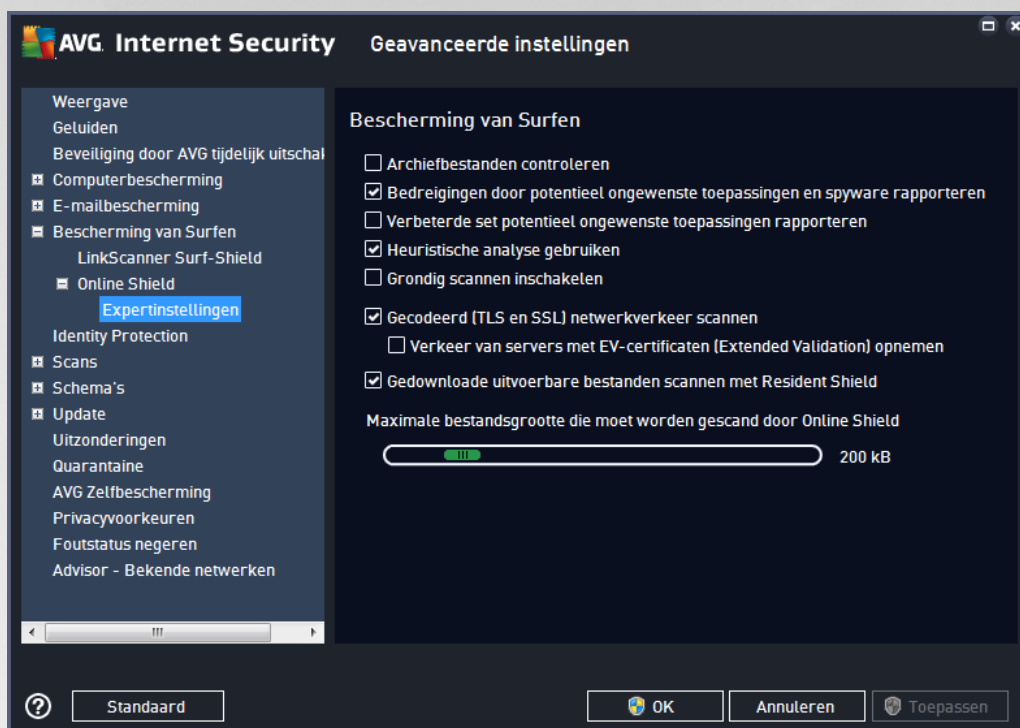 AVG. Internet Security
Geavanceerde instellingen
Weergave
Geluiden
Beveiliging door AVG tijdelijk uitschak
Computerbescherming
E-mailbescherming
Bescherming van Surfen
LinkScanner Surf-Shield
Online Shield
Expertinstellingen
Identity Protection
Scans
Schema's
Update
Uitzonderingen
Quarantaine
AVG Zelfbescherming
Privacyvoorkeuren
Foutstatus negeren
Advisor - Bekende netwerken
Bescherming van Surfen
Archiefbestanden controleren
Bedreigingen door potentieel ongewenste toepassingen en spyware rapporteren
Verbeterde set potentieel ongewenste toepassingen rapporteren
Heuristische analyse gebruiken
Grondig scannen inschakelen
Gecodeerd (TLS en SSL) netwerkverkeer scannen
Verkeer van servers met EV-certificaten (Extended Validation) opnemen
Gedownloade uitvoerbare bestanden scannen met Resident Shield
Maximale bestandsgrootte die moet worden gescand door Online Shield
200 kB
?
Standaard
OK
Annuleren
Toepassen